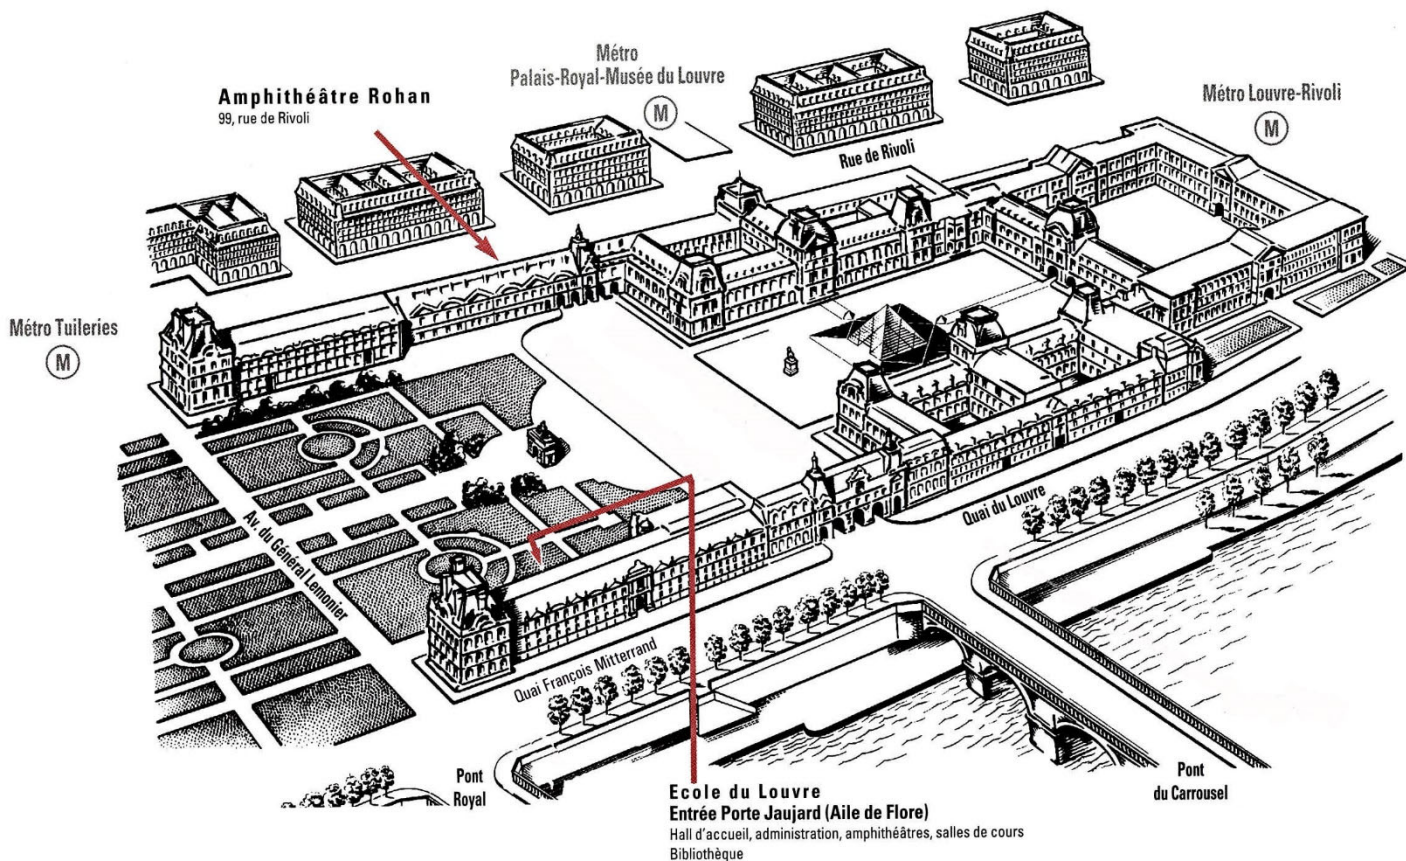 Métro
Palais-Royal-Musée du Louvre
M
Amphithéâtre Rohan
99, rue de Rivoli
Métro Louvre-Rivoli
M
Rue de Rivoli
Métro Tuileries
M
Av. du Général Lemonier
Quai du Louvre
Quai François Mitterrand
Pont
Royal
Pont
du Carrousel
Ecole du Louvre
Entrée Porte Jaujard (Aile de Flore)
Hall d'accueil, administration, amphithéâtres, salles de cours
Bibliothèque